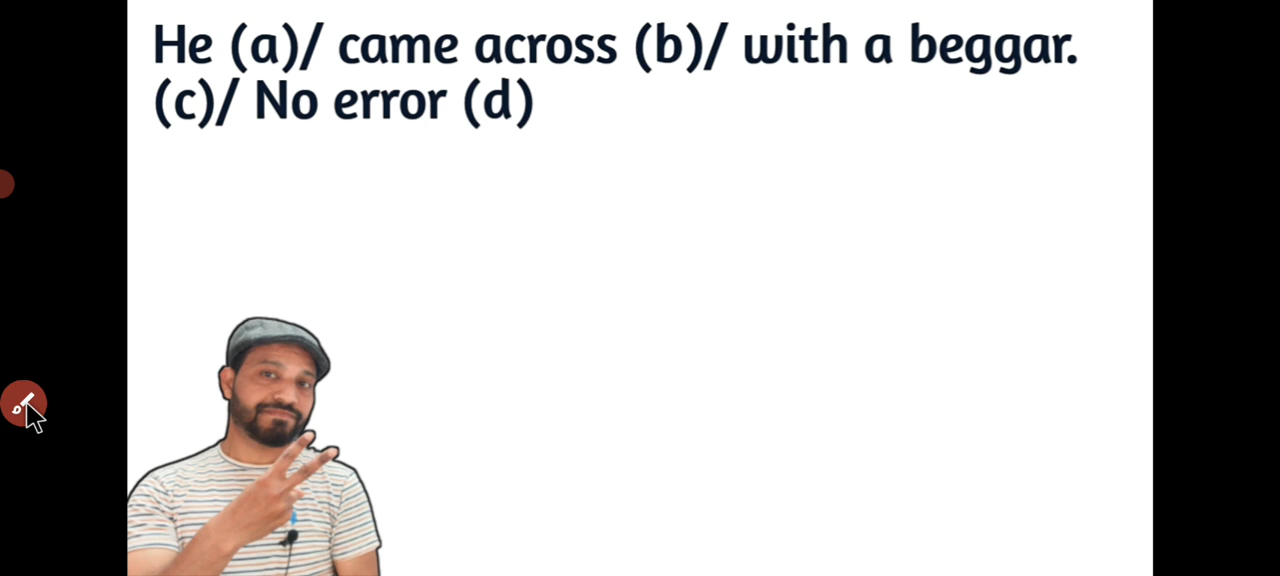 He (a)/ came across (b)/ with a beggar.
(c)/ No error (d)